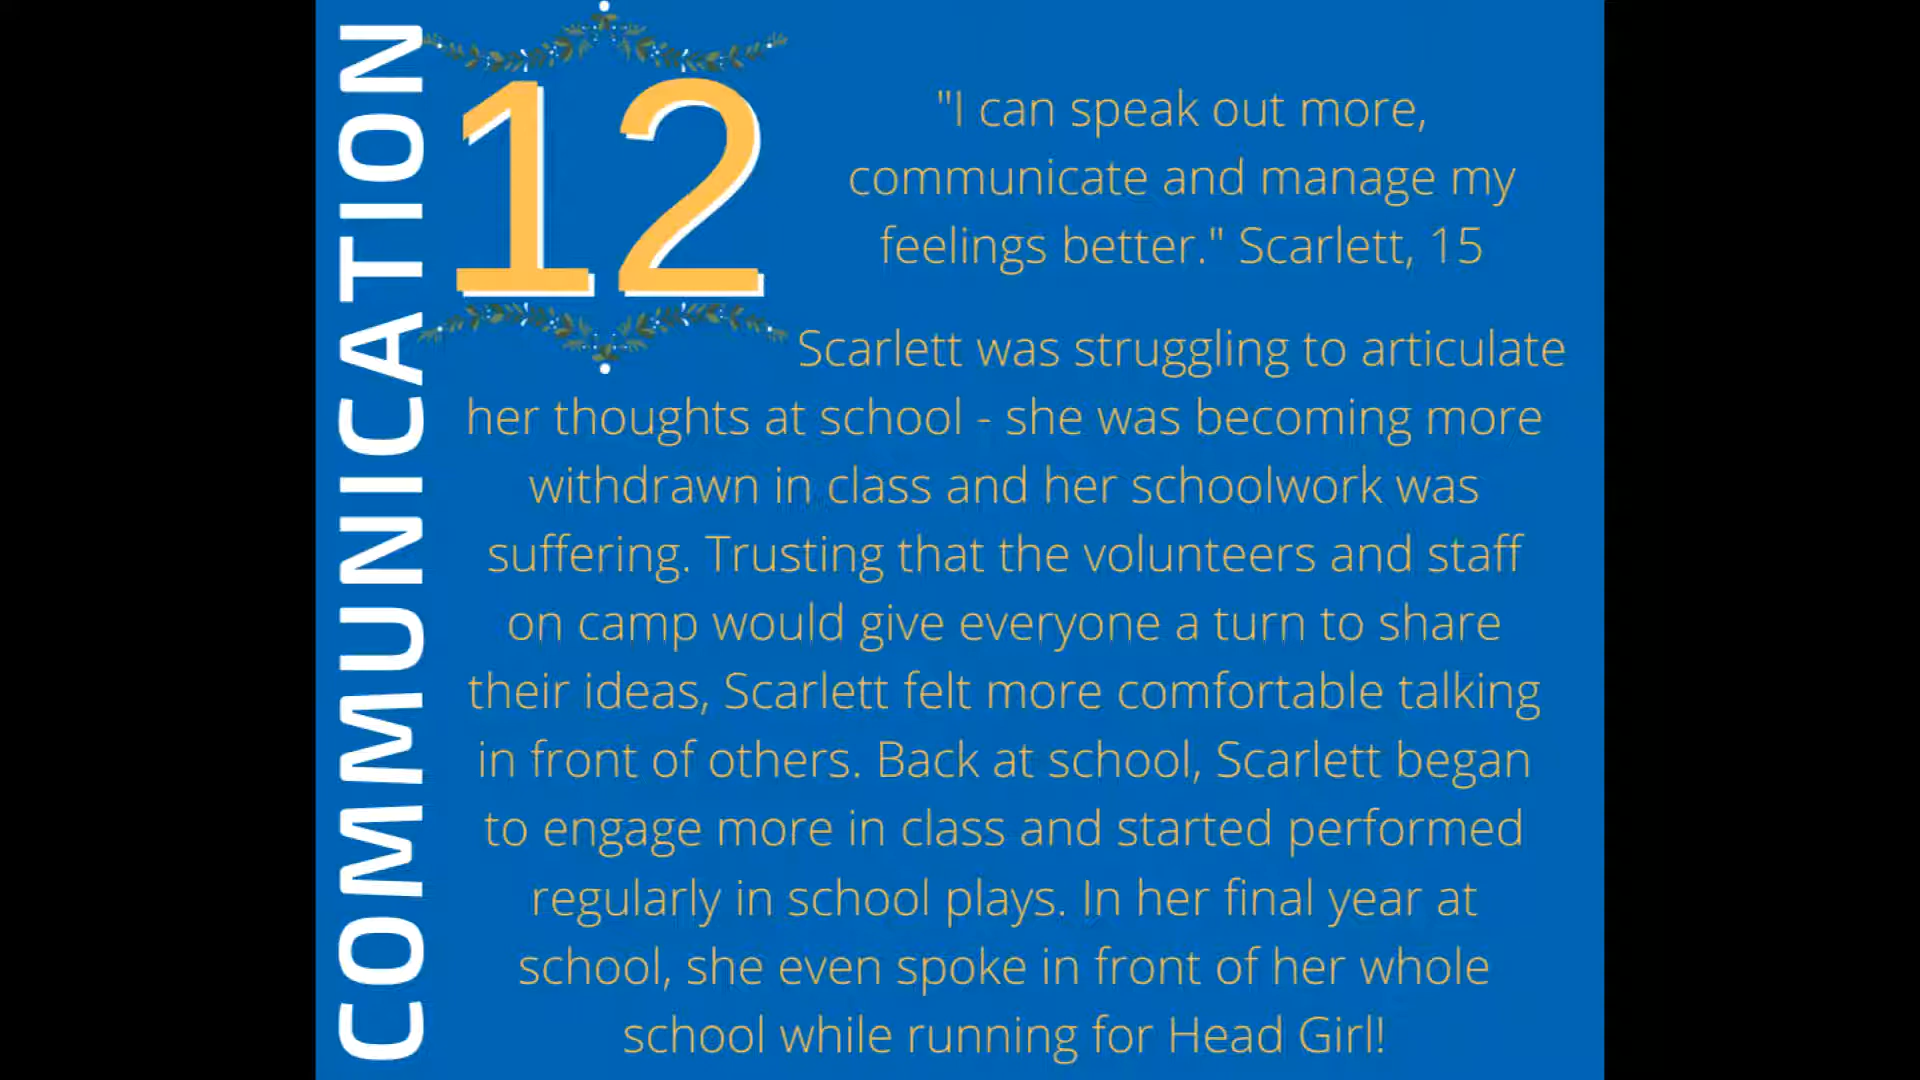 COMMUNICATION
12
"I can speak out more,
communicate and manage my
feelings better." Scarlett, 15
Scarlett was struggling to articulate
her thoughts at school - she was becoming more
withdrawn in class and her schoolwork was
suffering. Trusting that the volunteers and staff
on camp would give everyone a turn to share
their ideas, Scarlett felt more comfortable talking
in front of others. Back at school, Scarlett began
to engage more in class and started performed
regularly in school plays. In her final year at
school, she even spoke in front of her whole
school while running for Head Girl!